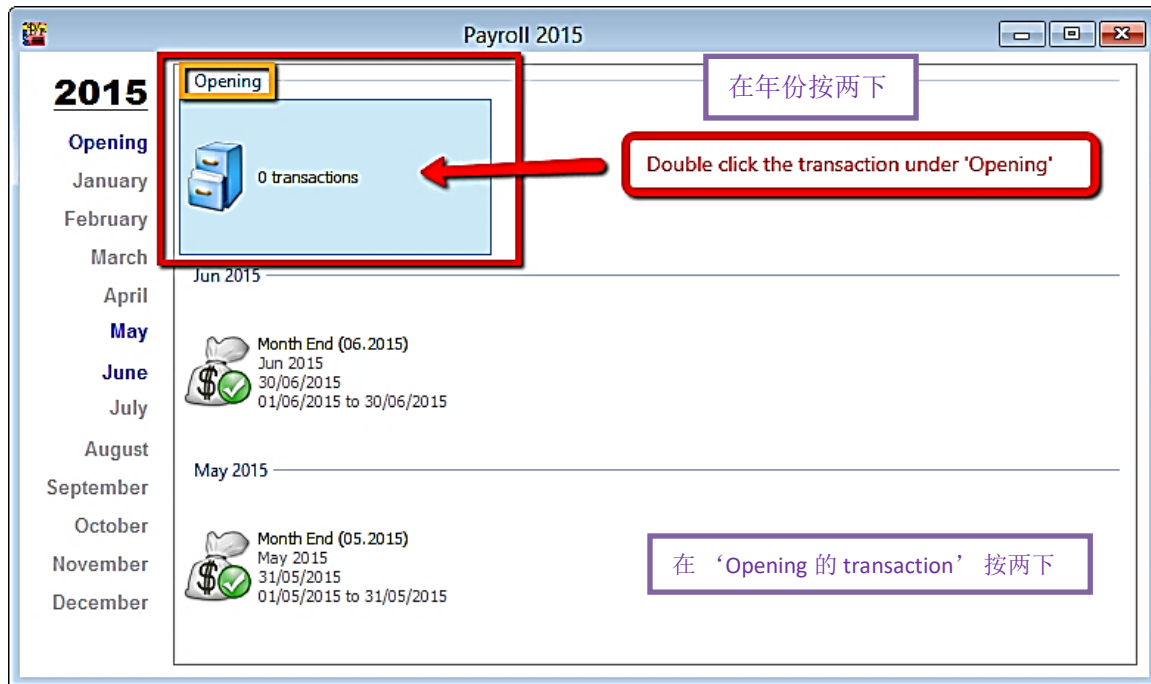 Payroll 2015
2015
Opening
January
February
March
April
May
June
July
August
September
October
November
December
Opening
0 transactions
在年份按两下
Double click the transaction under 'Opening'
Jun 2015
Month End (06.2015)
Jun 2015
30/06/2015
01/06/2015 to 30/06/2015
May 2015
Month End (05.2015)
May 2015
31/05/2015
01/05/2015 to 31/05/2015
在 ‘Opening 的 transaction’ 按两下